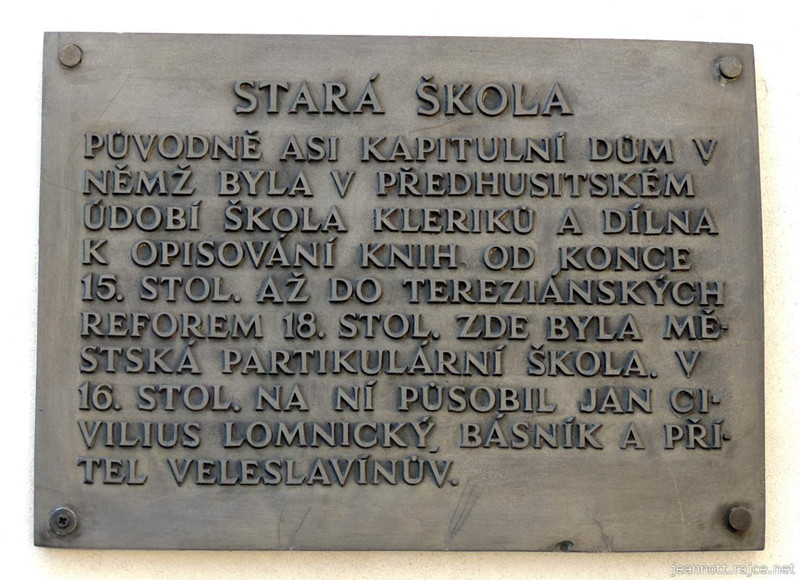 STARÁ ŠKOLA
PŮVODNĚ ASI KAPITULNÍ DŮM V
NĚMŽ BYLA V PŘEDHUSITSKÉM
ÚDOBÍ ŠKOLA KLERIKŮ A DÍLNA
K OPISOVÁNÍ KNIH. OD KONCE
15. STOL. AŽ DO TEREZIÁNSKÝCH
REFOREM 18. STOL. ZDE BYLA MĚ-
STSKÁ PARTIKULÁRNÍ ŠKOLA. V
16. STOL. NA NÍ PŮSOBIL JAN CI-
VILIUS LOMNICKÝ, BÁSNÍK A PŘÍ-
TEL VELESLAVÍNŮV.
jeannott.rajce.net